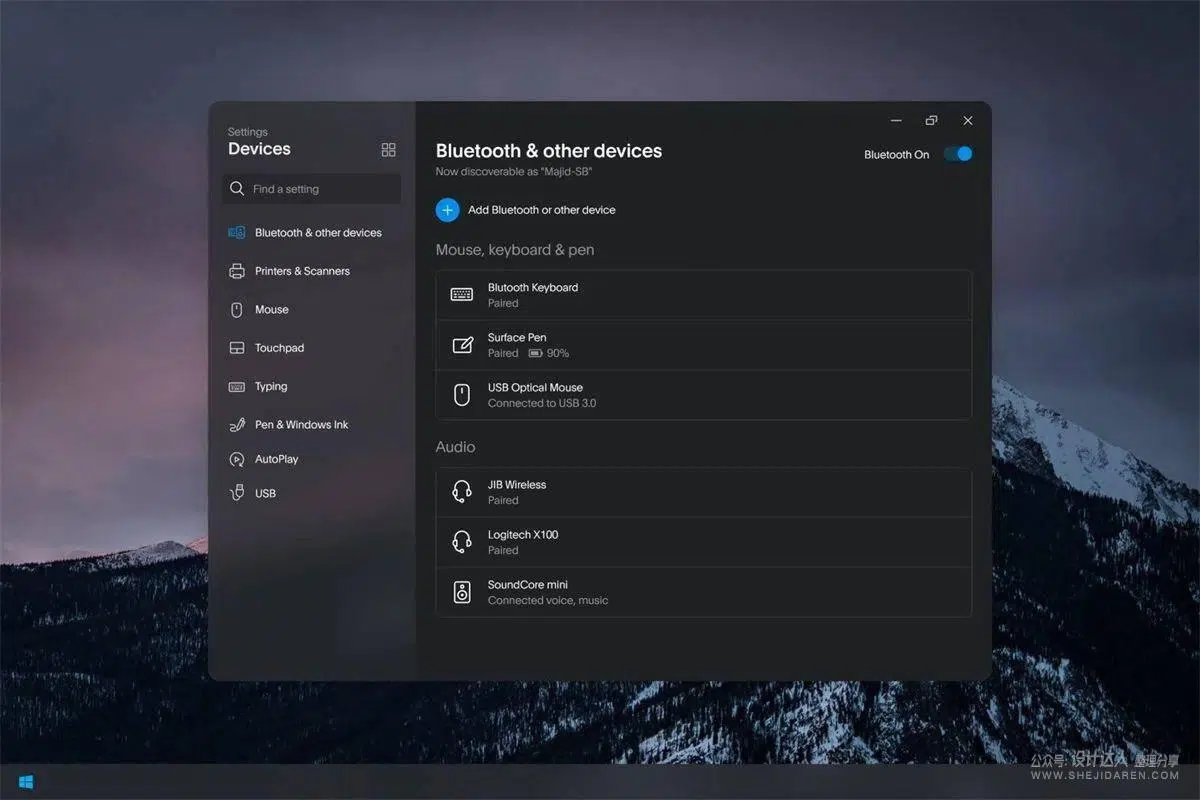 Settings
Devices
Find a setting
Bluetooth & other devices
Printers & Scanners
Mouse
Touchpad
Typing
Pen & Windows Ink
AutoPlay
USB
Bluetooth & other devices
Now discoverable as "Majid-SB"
Bluetooth On
Add Bluetooth or other device
Mouse, keyboard & pen
Blutooth Keyboard
Paired
Surface Pen
Paired 90%
USB Optical Mouse
Connected to USB 3.0
Audio
JIB Wireless
Paired
Logitech X100
Paired
SoundCore mini
Connected voice, music
公众号: 设计达人 整理分享
WWW.SHEJIDAREN.COM